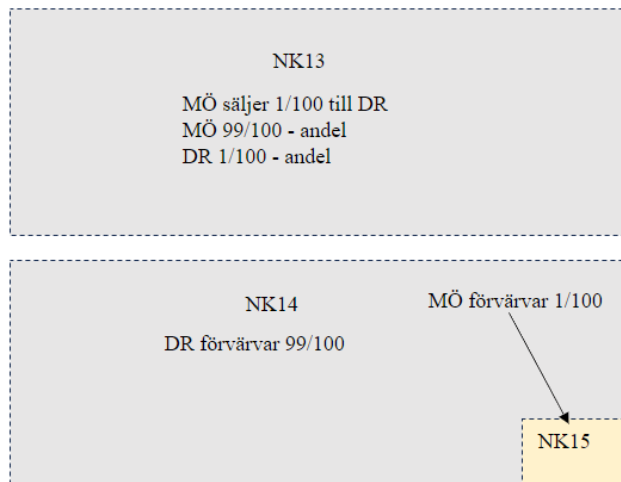 NK13
MÖ säljer 1/100 till DR
MÖ 99/100 - andel
DR 1/100 - andel
NK14
MÖ förvärvar 1/100
DR förvärvar 99/100
NK15